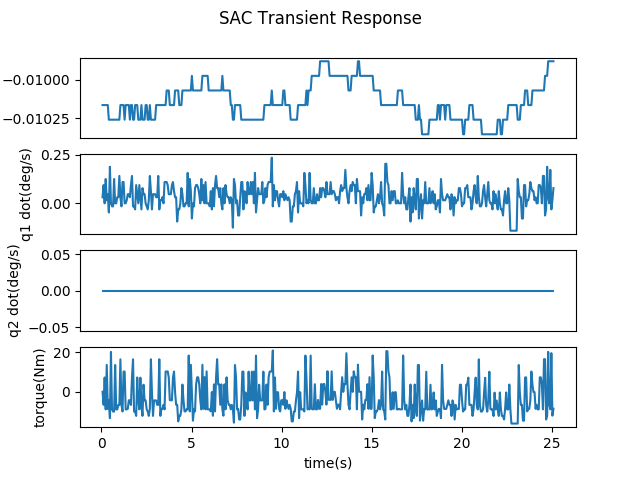 SAC Transient Response
−0.01000
−0.01025
q1 dot(deg/s)
0.25
0.00
q2 dot(deg/s)
0.05
0.00
−0.05
torque(Nm)
20
0
0 5 10 15 20 25
time(s)